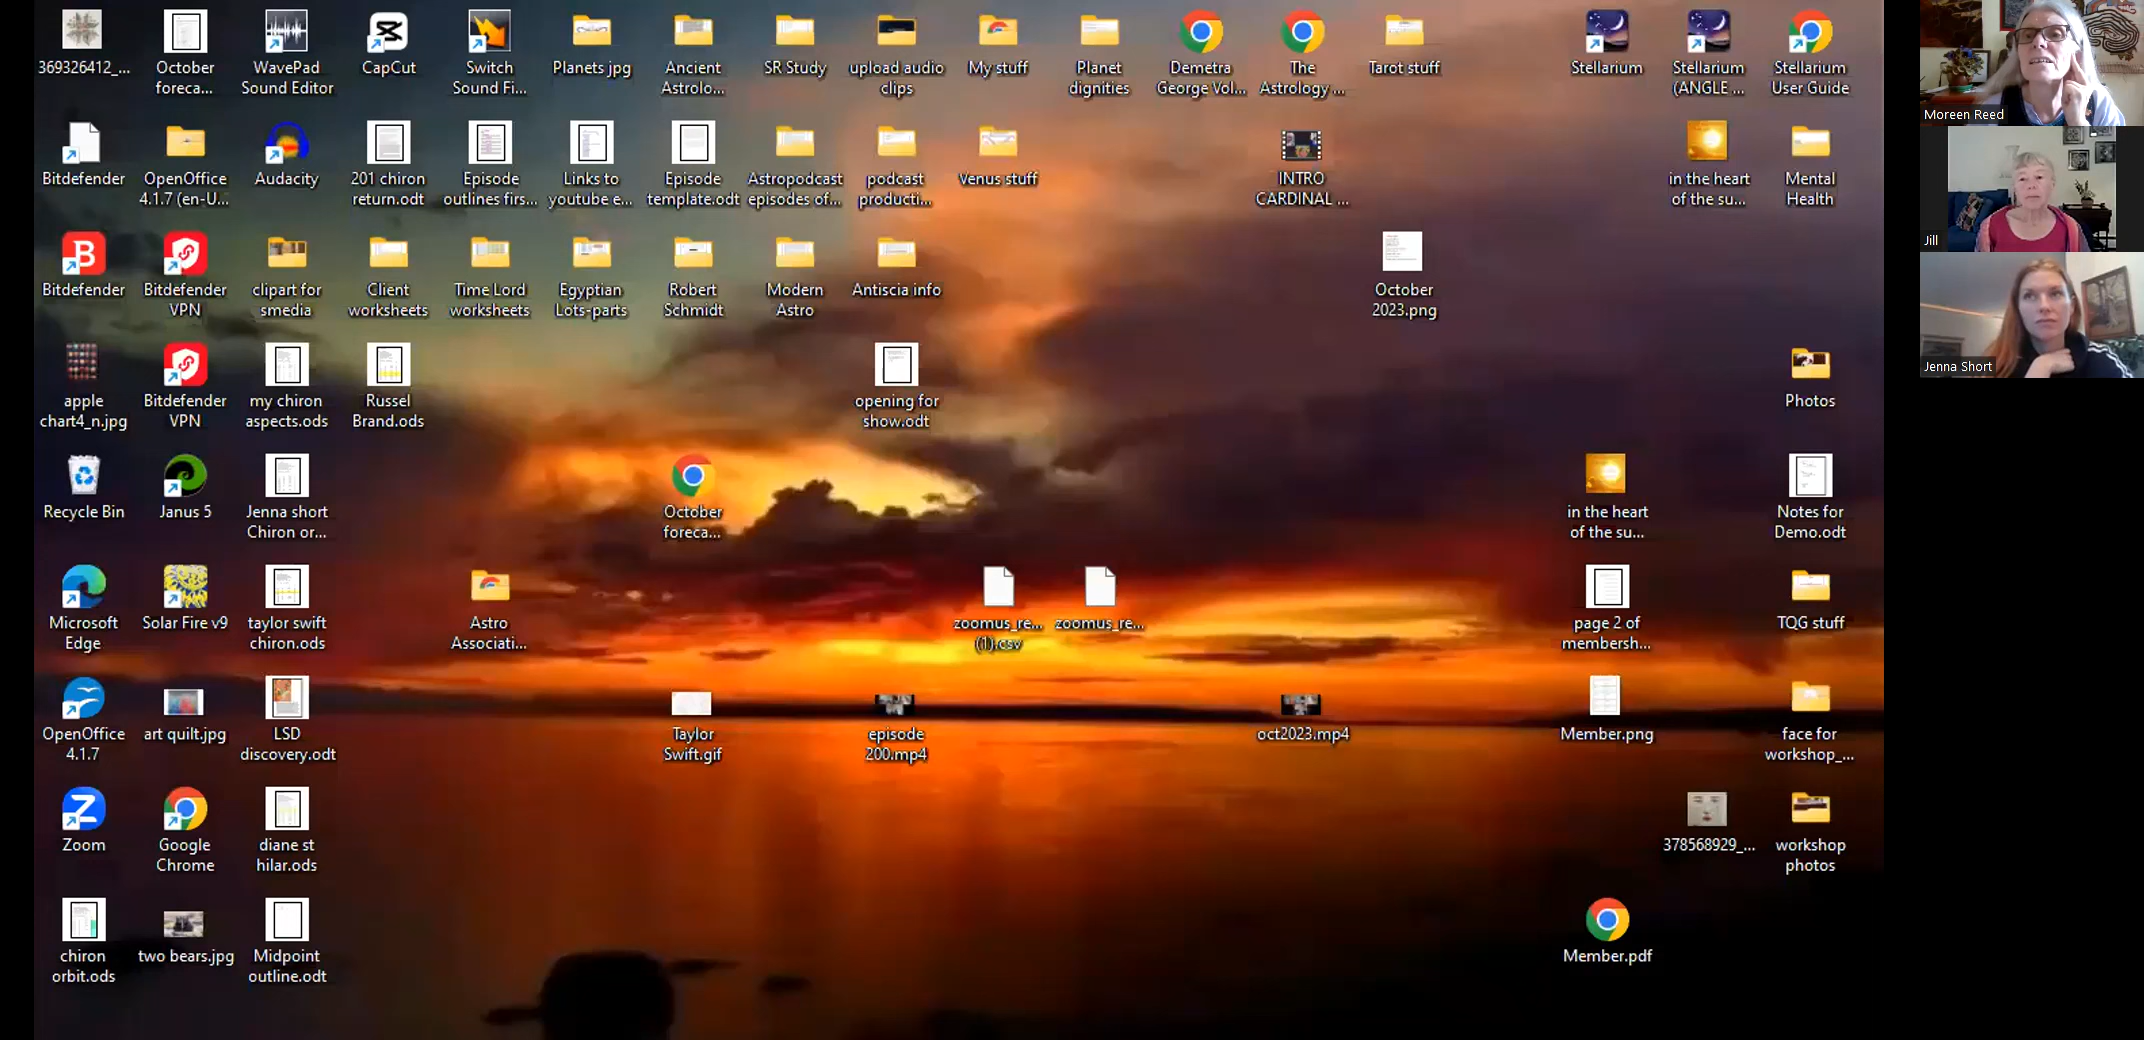 369326412_...
October
foreca...
WavePad
Sound Editor
CapCut
Switch
Sound Fi...
Planets jpg
Ancient
Astrolo...
SR Study
upload audio
clips
My stuff
Planet
dignities
Demetra
George Vol...
The
Astrology ...
Tarot stuff
Stellarium
Stellarium
(ANGLE ...
Stellarium
User Guide
Moreen Reed
Bitdefender
OpenOffice
4.1.7 (en-U...
Audacity
201 chiron
return.odt
Episode
outlines firs...
Links to
youtube e...
Episode
template.odt
Astropodcast
episodes of...
podcast
producti...
Venus stuff
INTRO
CARDINAL ...
in the heart
of the su...
Mental
Health
Jill
Bitdefender
Bitdefender
VPN
clipart for
smedia
Client
worksheets
Time Lord
worksheets
Egyptian
Lots-parts
Robert
Schmidt
Modern
Astro
Antiscia info
October
2023.png
Jenna Short
apple
chart4_n.jpg
Bitdefender
VPN
my chiron
aspects.ods
Russel
Brand.ods
opening for
show.odt
Photos
Recycle Bin
Janus 5
Jenna short
Chiron or...
October
foreca...
in the heart
of the su...
Notes for
Demo.odt
Microsoft
Edge
Solar Fire v9
taylor swift
chiron.ods
Astro
Associati...
zoomus_re...
(1).csv
zoomus_re...
page 2 of
membersh...
TQG stuff
OpenOffice
4.1.7
art quilt.jpg
LSD
discovery.odt
Taylor
Swift.gif
episode
200.mp4
oct2023.mp4
Member.png
face for
workshop_...
Zoom
Google
Chrome
diane st
hilar.ods
378568929_...
workshop
photos
chiron
orbit.ods
two bears.jpg
Midpoint
outline.odt
Member.pdf